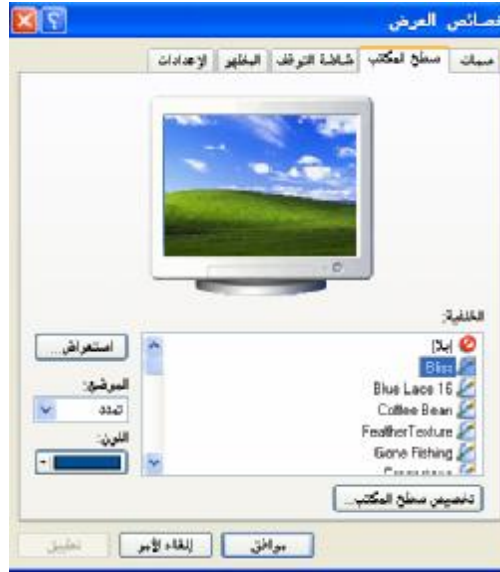 خصائص العرض
سمات سطح المكتب شاشة التوقف المظهر الإعدادات
الخلفية:
(بلا)
Bliss
Blue Lace 16
Coffee Bean
FeatherTexture
Gone Fishing
استعراض...
الموضع:
تمدد
اللون:
تخصيص سطح المكتب...
موافق إلغاء الأمر تطبيق